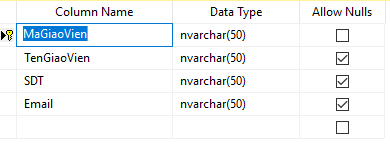 Column Name Data Type Allow Nulls
MaGiaoVien nvarchar(50)
TenGiaoVien nvarchar(50)
SDT nvarchar(50)
Email nvarchar(50)